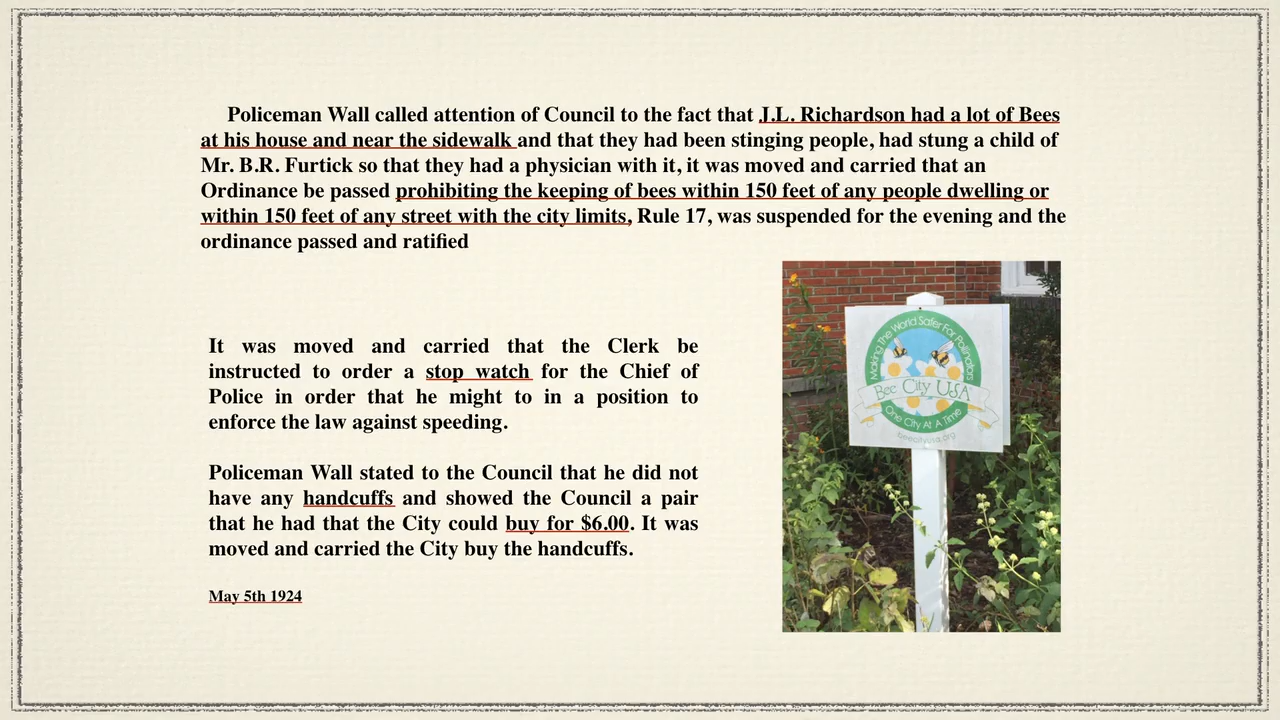 Policeman Wall called attention of Council to the fact that J.L. Richardson had a lot of Bees
at his house and near the sidewalk and that they had been stinging people, had stung a child of
Mr. B.R. Furtick so that they had a physician with it, it was moved and carried that an
Ordinance be passed prohibiting the keeping of bees within 150 feet of any people dwelling or
within 150 feet of any street with the city limits, Rule 17, was suspended for the evening and the
ordinance passed and ratified
It was moved and carried that the Clerk be
instructed to order a stop watch for the Chief of
Police in order that he might to in a position to
enforce the law against speeding.
Policeman Wall stated to the Council that he did not
have any handcuffs and showed the Council a pair
that he had that the City could buy for $6.00. It was
moved and carried the City buy the handcuffs.
May 5th 1924
Making The World Safer For Pollinators
Bee City USA
One City At A Time
beecityusa.org